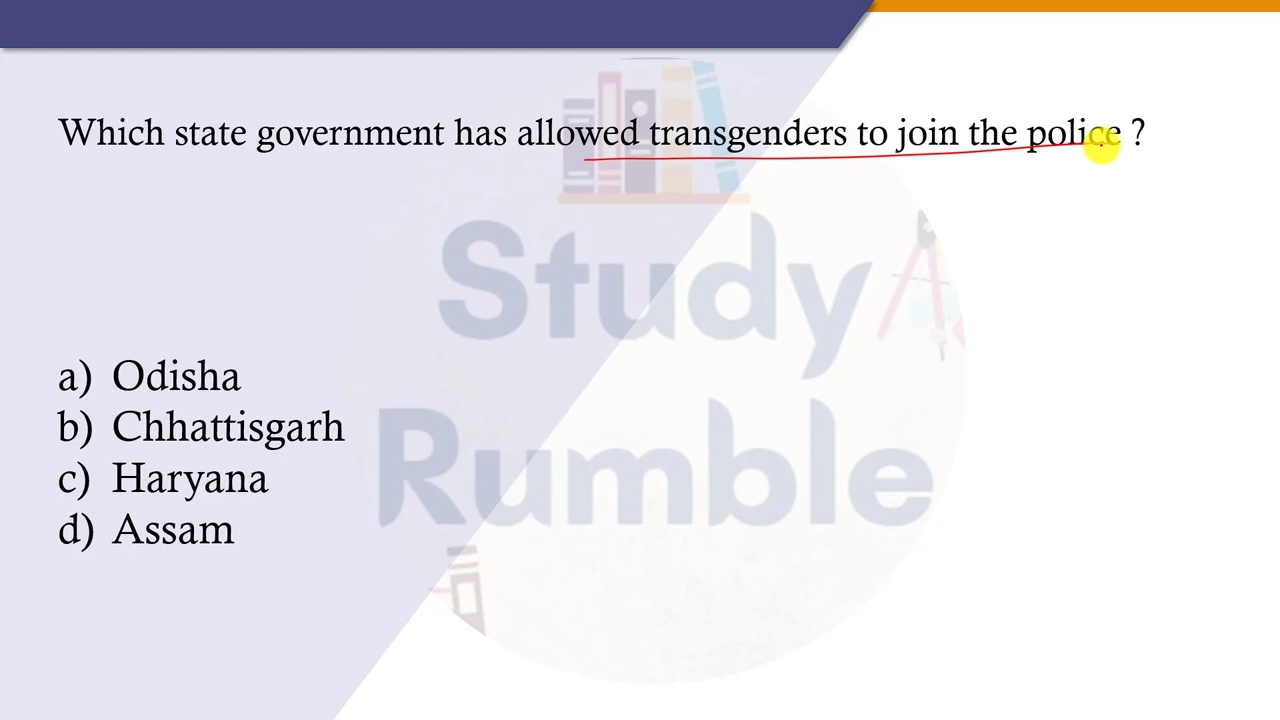 Which state government has allowed transgenders to join the police ?
Study
Rumble
a) Odisha
b) Chhattisgarh
c) Haryana
d) Assam